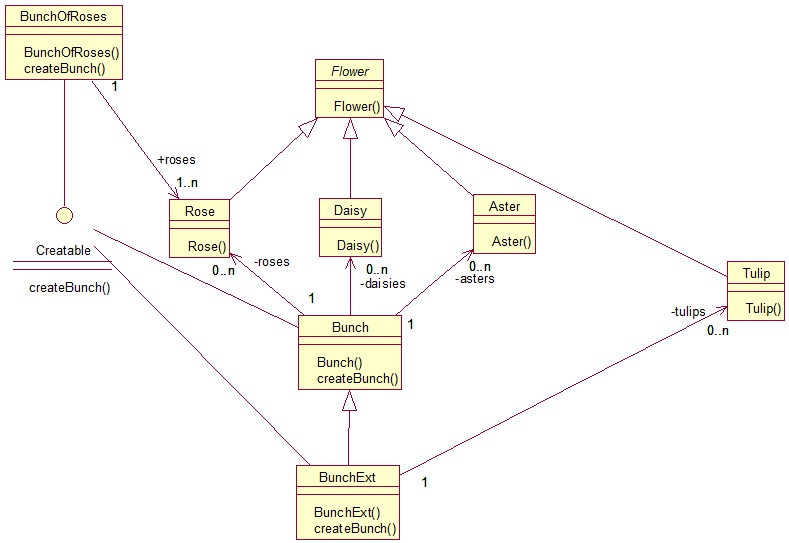 BunchOfRoses
BunchOfRoses()
createBunch()
1
+roses
1..n
Flower
Flower()
Rose
Rose()
0..n
-roses
1
Daisy
Daisy()
0..n
-daisies
Aster
Aster()
0..n
-asters
1
Creatable
createBunch()
Tulip
Tulip()
-tulips
0..n
Bunch
Bunch()
createBunch()
BunchExt
BunchExt()
createBunch()
1